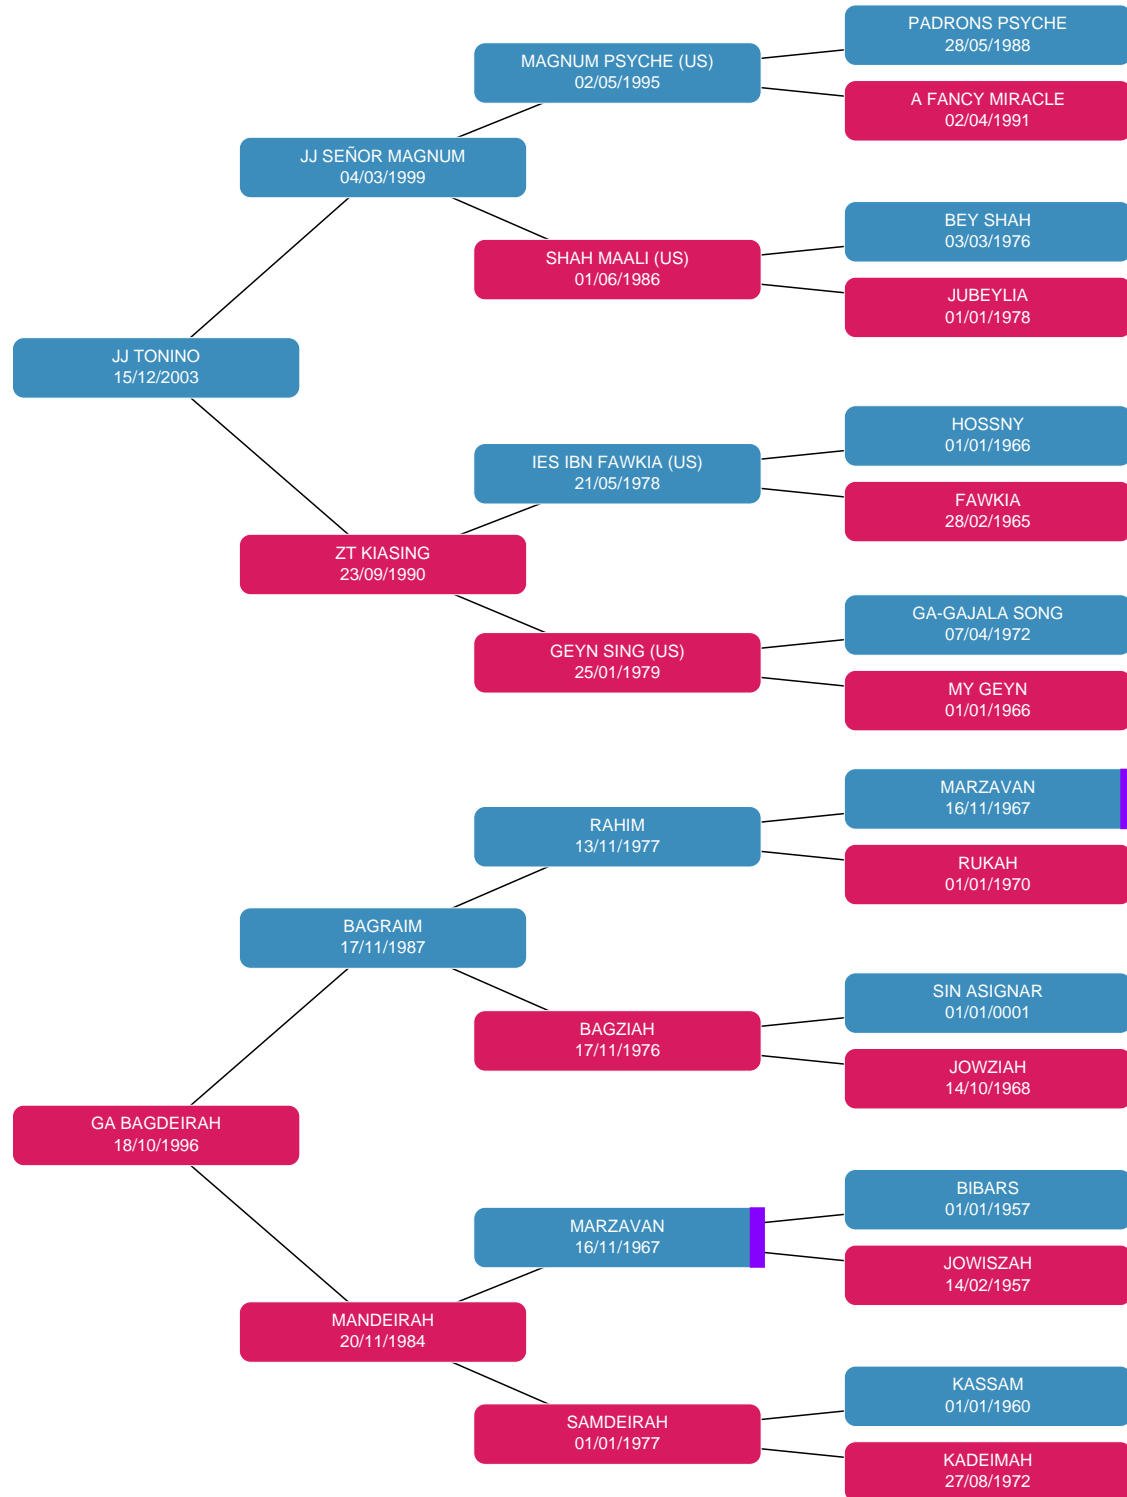 PADRONS PSYCHE
28/05/1988
MAGNUM PSYCHE (US)
02/05/1995
A FANCY MIRACLE
02/04/1991
JJ SEÑOR MAGNUM
04/03/1999
BEY SHAH
03/03/1976
SHAH MAALI (US)
01/06/1986
JUBEYLIA
01/01/1978
JJ TONINO
15/12/2003
HOSSNY
01/01/1966
IES IBN FAWKIA (US)
21/05/1978
FAWKIA
28/02/1965
ZT KIASING
23/09/1990
GA-GAJALA SONG
07/04/1972
GEYN SING (US)
25/01/1979
MY GEYN
01/01/1966
MARZAVAN
16/11/1967
RAHIM
13/11/1977
RUKAH
01/01/1970
BAGRAIM
17/11/1987
SIN ASIGNAR
01/01/0001
BAGZIAH
17/11/1976
JOWZIAH
14/10/1968
GA BAGDEIRAH
18/10/1996
BIBARS
01/01/1957
MARZAVAN
16/11/1967
JOWISZAH
14/02/1957
MANDEIRAH
20/11/1984
KASSAM
01/01/1960
SAMDEIRAH
01/01/1977
KADEIMAH
27/08/1972